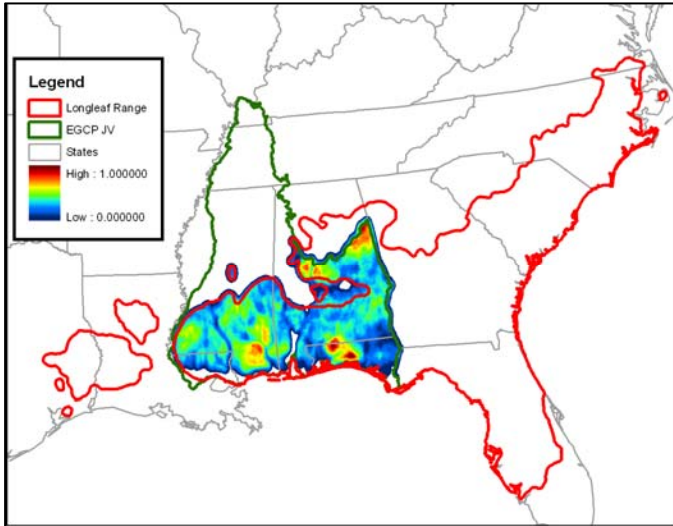 Legend
Longleaf Range
EGCP JV
States
High : 1.000000
Low : 0.000000